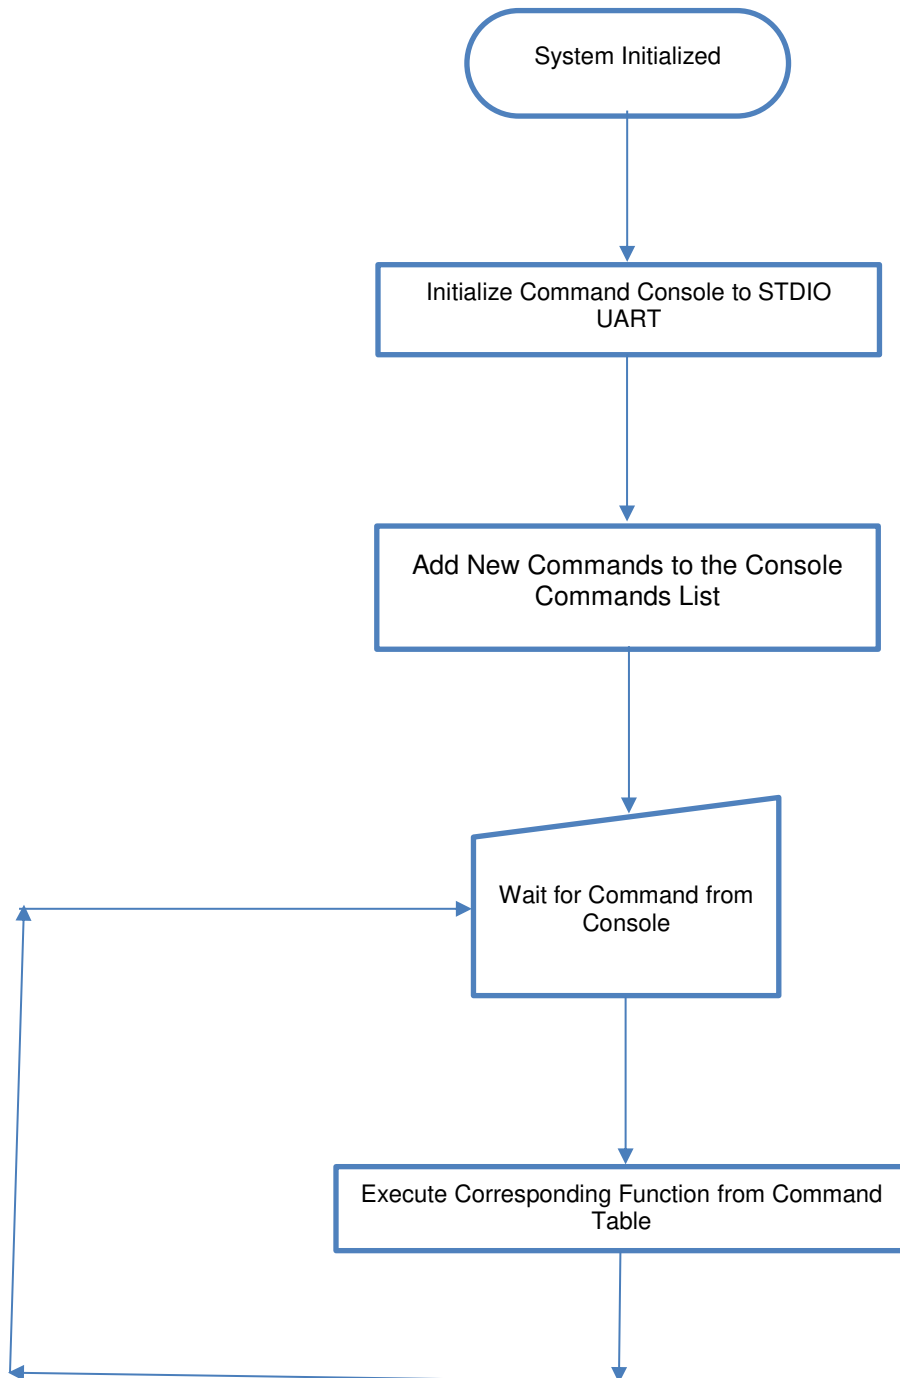 System Initialized
Initialize Command Console to STDIO
UART
Add New Commands to the Console
Commands List
Wait for Command from
Console
Execute Corresponding Function from Command
Table